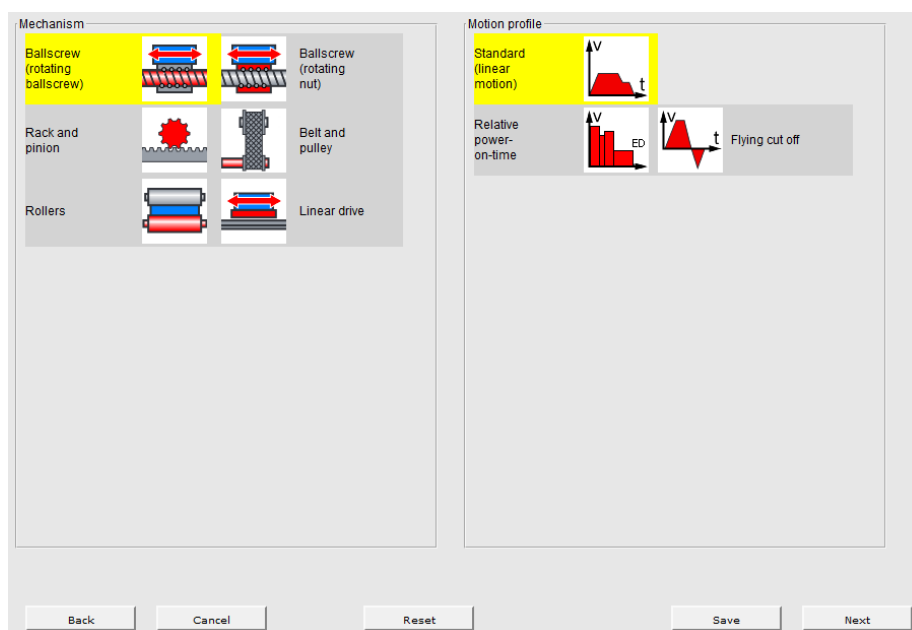 Mechanism
Ballscrew
(rotating
ballscrew)
Ballscrew
(rotating
nut)
Rack and
pinion
Belt and
pulley
Rollers
Linear drive
Motion profile
Standard
(linear
motion)
V
t
Relative
power-
on-time
V
ED
V
t
Flying cut off
Back
Cancel
Reset
Save
Next